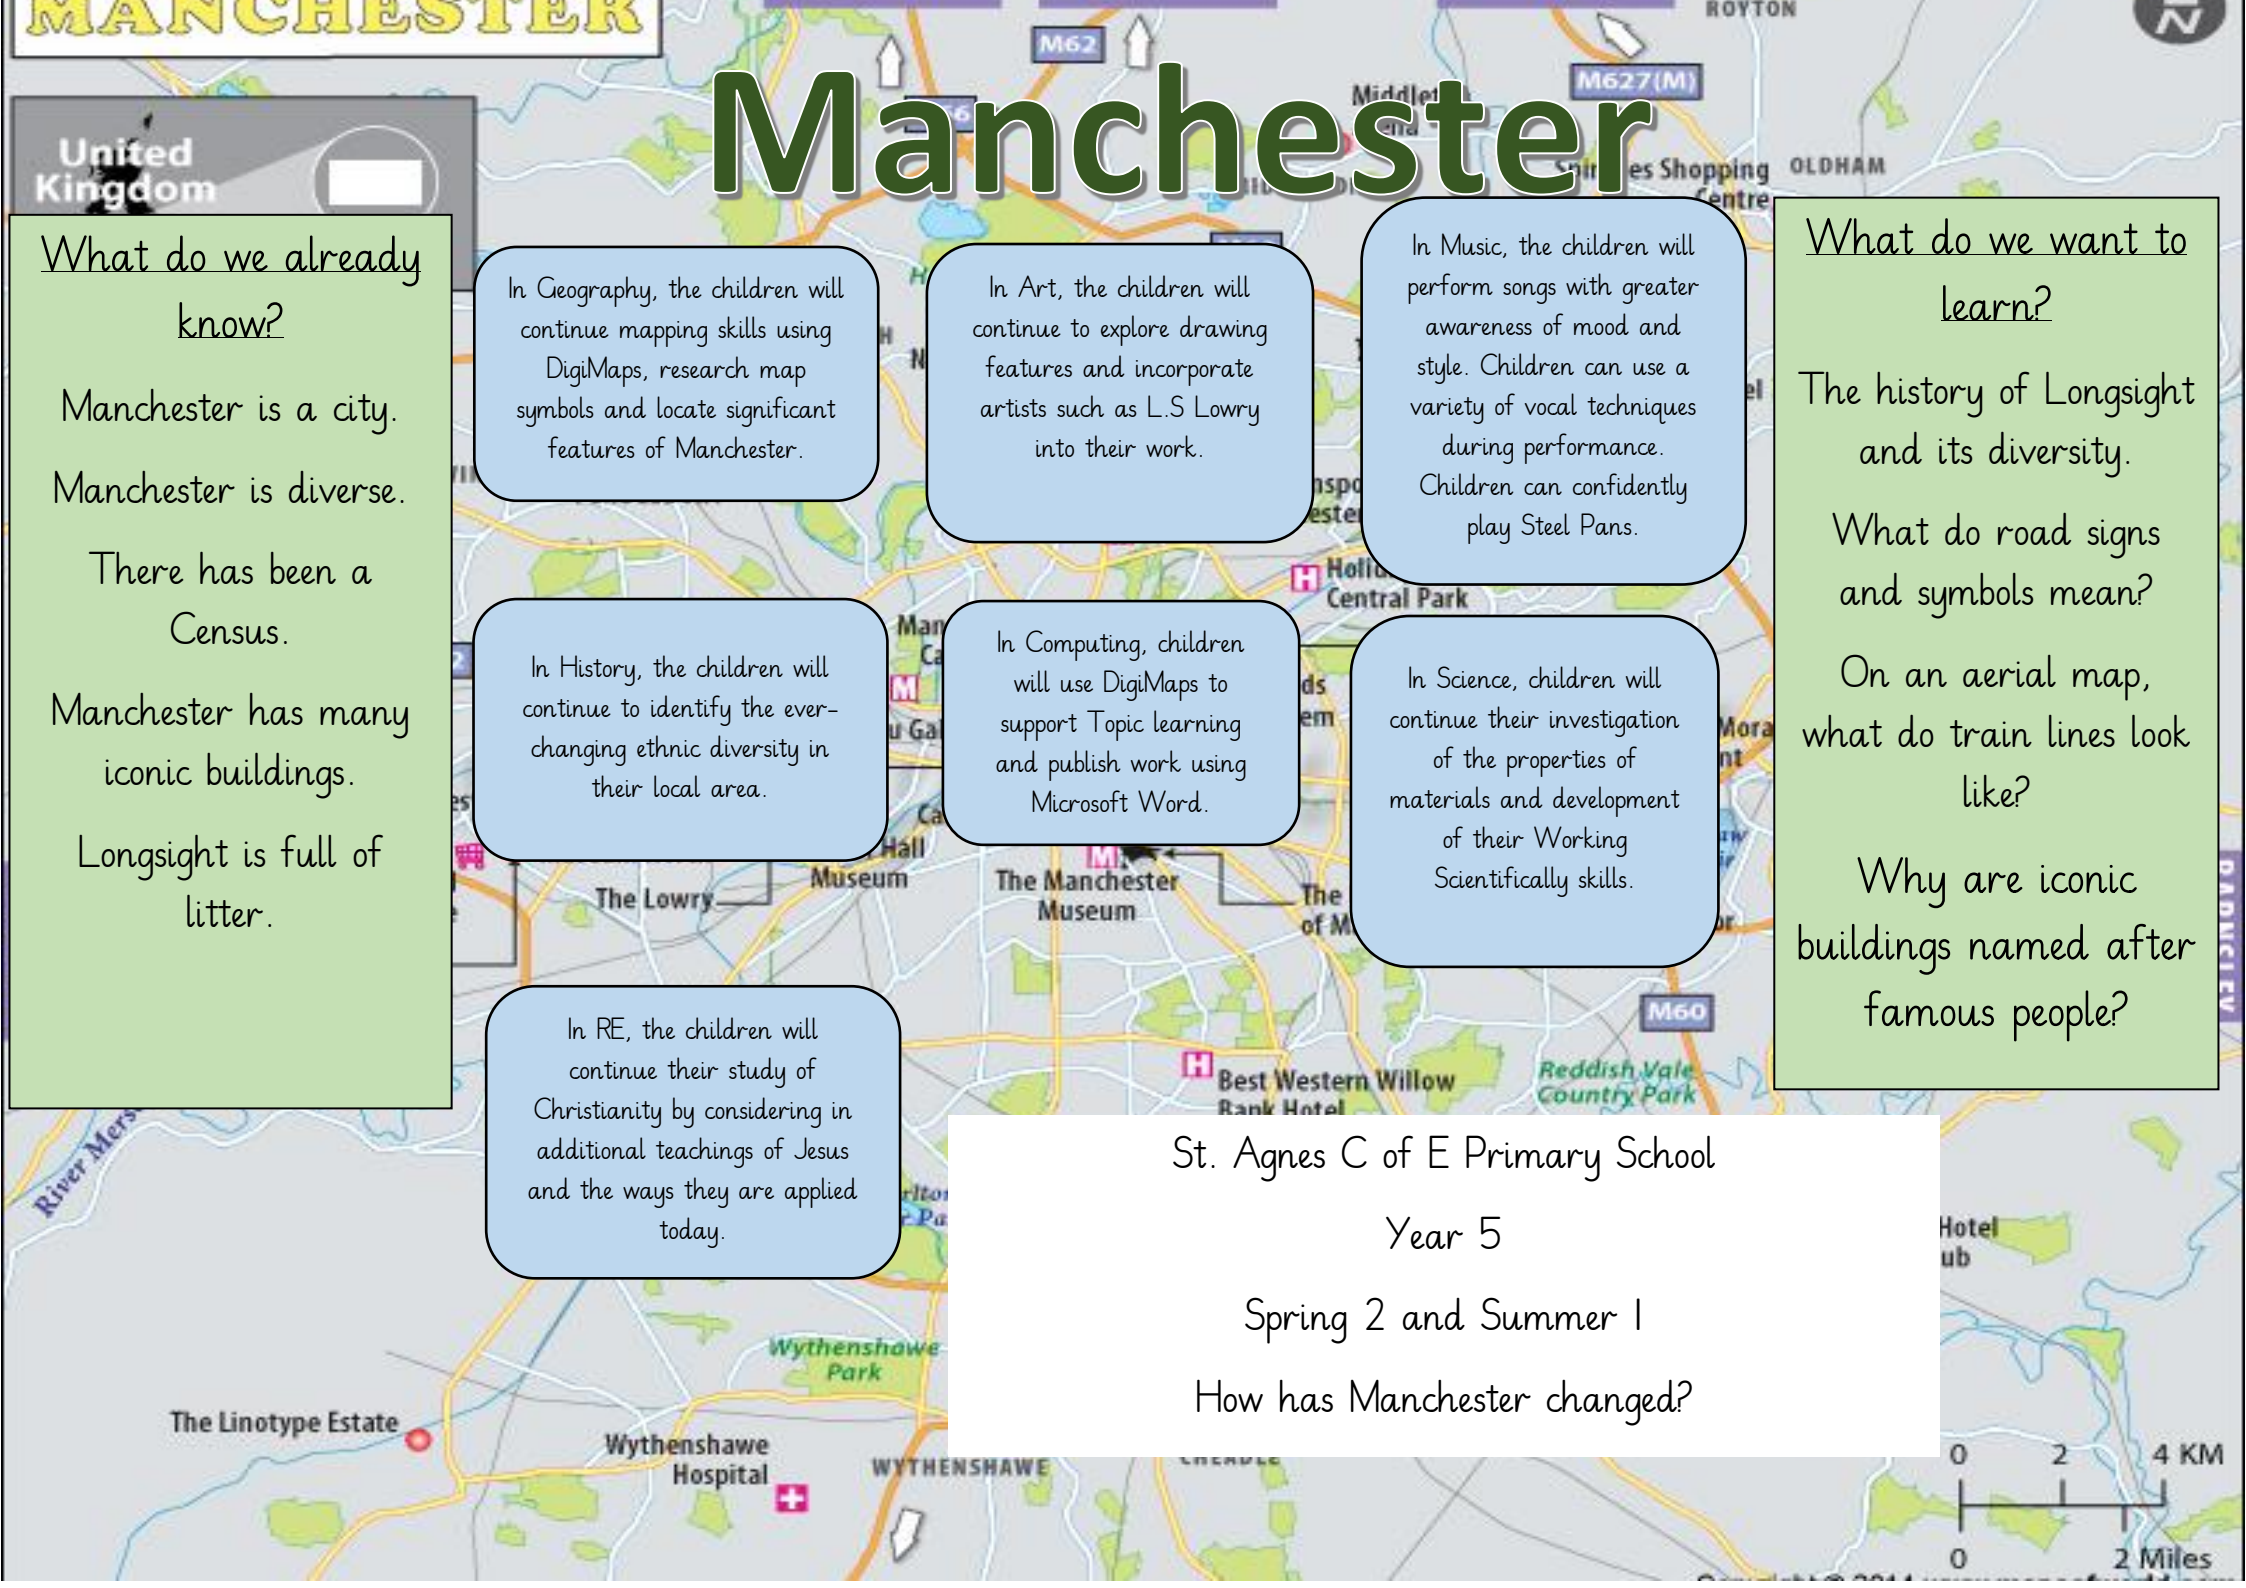 MANCHESTER
Manchester
M62
M627(M)
ROYTON
N
United
Kingdom
OLDHAM
es Shopping
Centre
What do we already
know?
Manchester is a city.
Manchester is diverse.
There has been a
Census.
Manchester has many
iconic buildings.
Longsight is full of
litter.
In Geography, the children will
continue mapping skills using
DigiMaps, research map
symbols and locate significant
features of Manchester.
In Art, the children will
continue to explore drawing
features and incorporate
artists such as L.S Lowry
into their work.
In Music, the children will
perform songs with greater
awareness of mood and
style. Children can use a
variety of vocal techniques
during performance.
Children can confidently
play Steel Pans.
What do we want to
learn?
The history of Longsight
and its diversity.
What do road signs
and symbols mean?
On an aerial map,
what do train lines look
like?
Why are iconic
buildings named after
famous people?
In History, the children will
continue to identify the ever-
changing ethnic diversity in
their local area.
In Computing, children
will use DigiMaps to
support Topic learning
and publish work using
Microsoft Word.
In Science, children will
continue their investigation
of the properties of
materials and development
of their Working
Scientifically skills.
H
Central Park
M
Hall
Museum
The Lowry
M
The Manchester
Museum
The
of M
BARNSLEY
M60
In RE, the children will
continue their study of
Christianity by considering in
additional teachings of Jesus
and the ways they are applied
today.
H
Best Western Willow
Bank Hotel
Reddish Vale
Country Park
River Mers
St. Agnes C of E Primary School
Year 5
Spring 2 and Summer 1
How has Manchester changed?
Hotel
ub
Wythenshawe
Park
The Linotype Estate
Wythenshawe
Hospital
WYTHENSHAWE
CHEADLE
0 2 4 KM
0 2 Miles